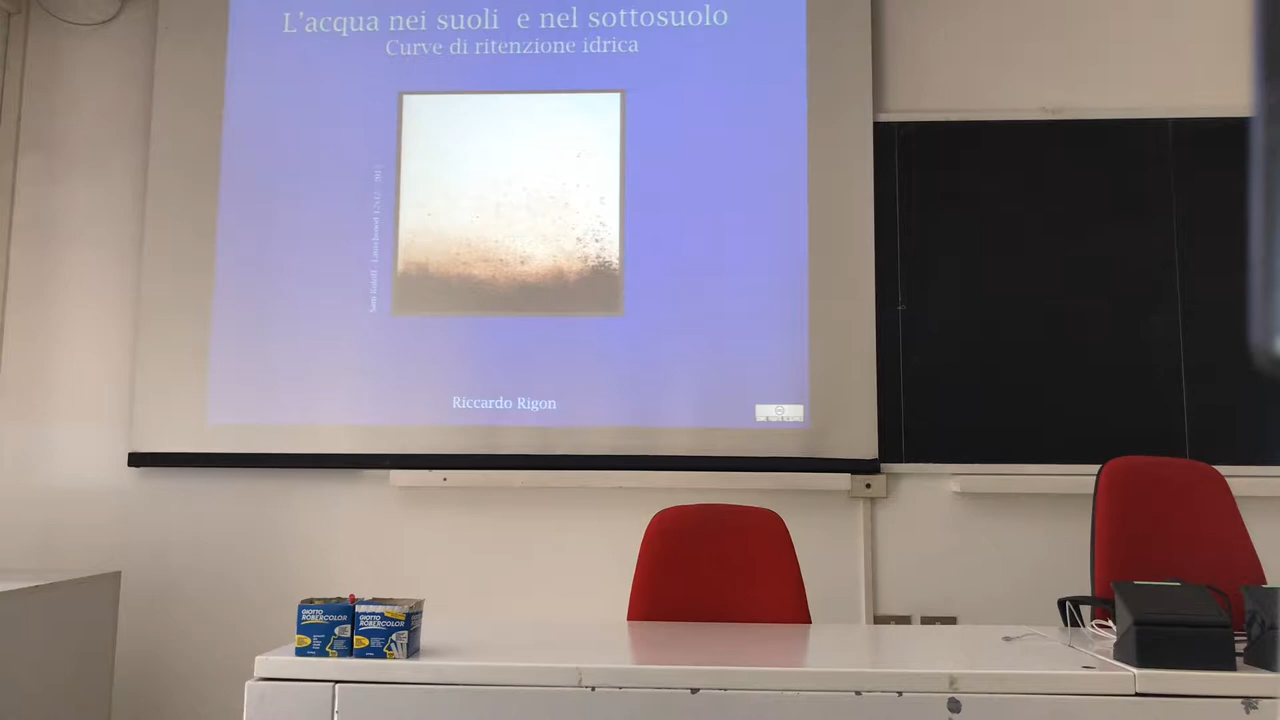 L'acqua nei suoli e nel sottosuolo
Curve di ritenzione idrica
Riccardo Rigon
GIOTTO
ROBERCOLOR
GIOTTO
ROBERCOLOR